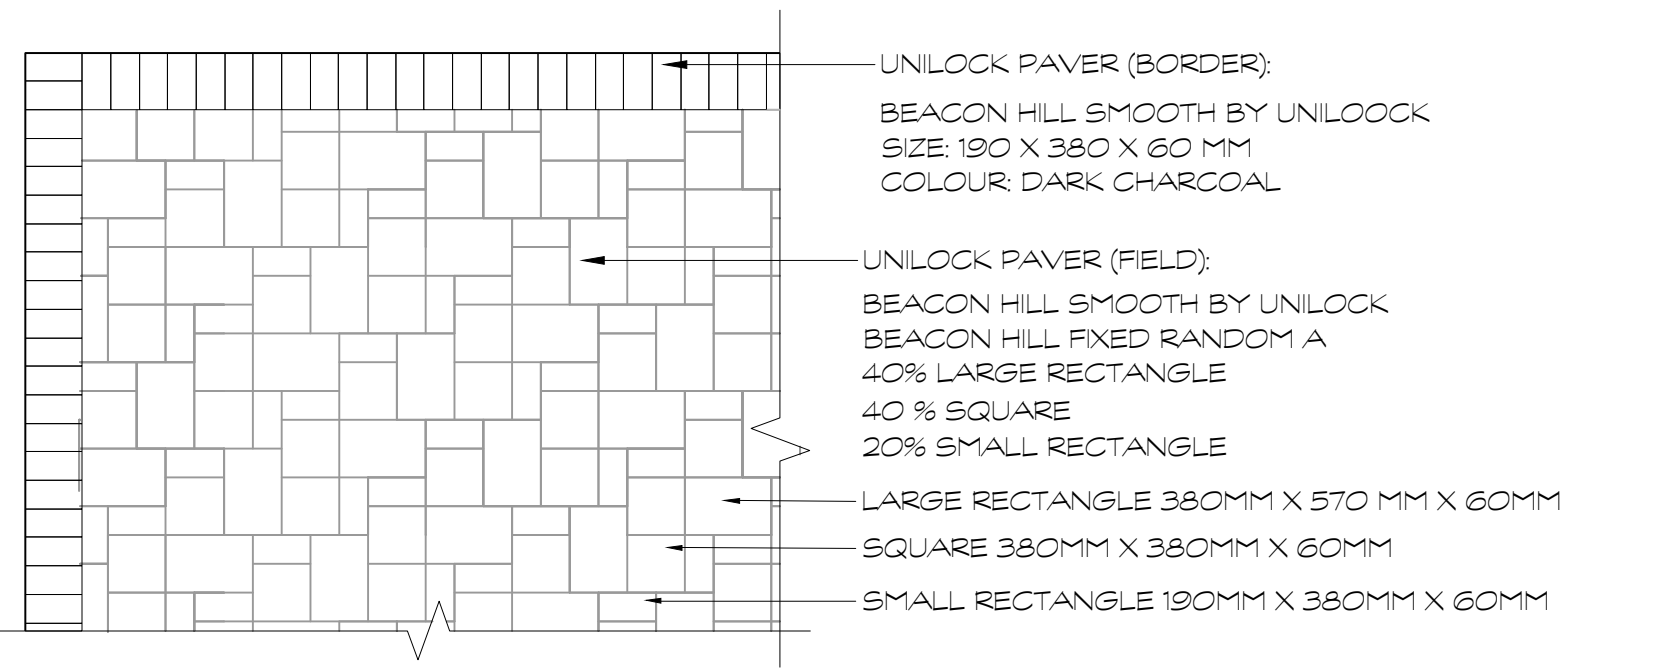 UNILOCK PAVER (BORDER):
BEACON HILL SMOOTH BY UNILOOCK
SIZE: 190 X 380 X 60 MM
COLOUR: DARK CHARCOAL
UNILOCK PAVER (FIELD):
BEACON HILL SMOOTH BY UNILOCK
BEACON HILL FIXED RANDOM A
40% LARGE RECTANGLE
40 % SQUARE
20% SMALL RECTANGLE
LARGE RECTANGLE 380MM X 570 MM X 60MM
SQUARE 380MM X 380MM X 60MM
SMALL RECTANGLE 190MM X 380MM X 60MM